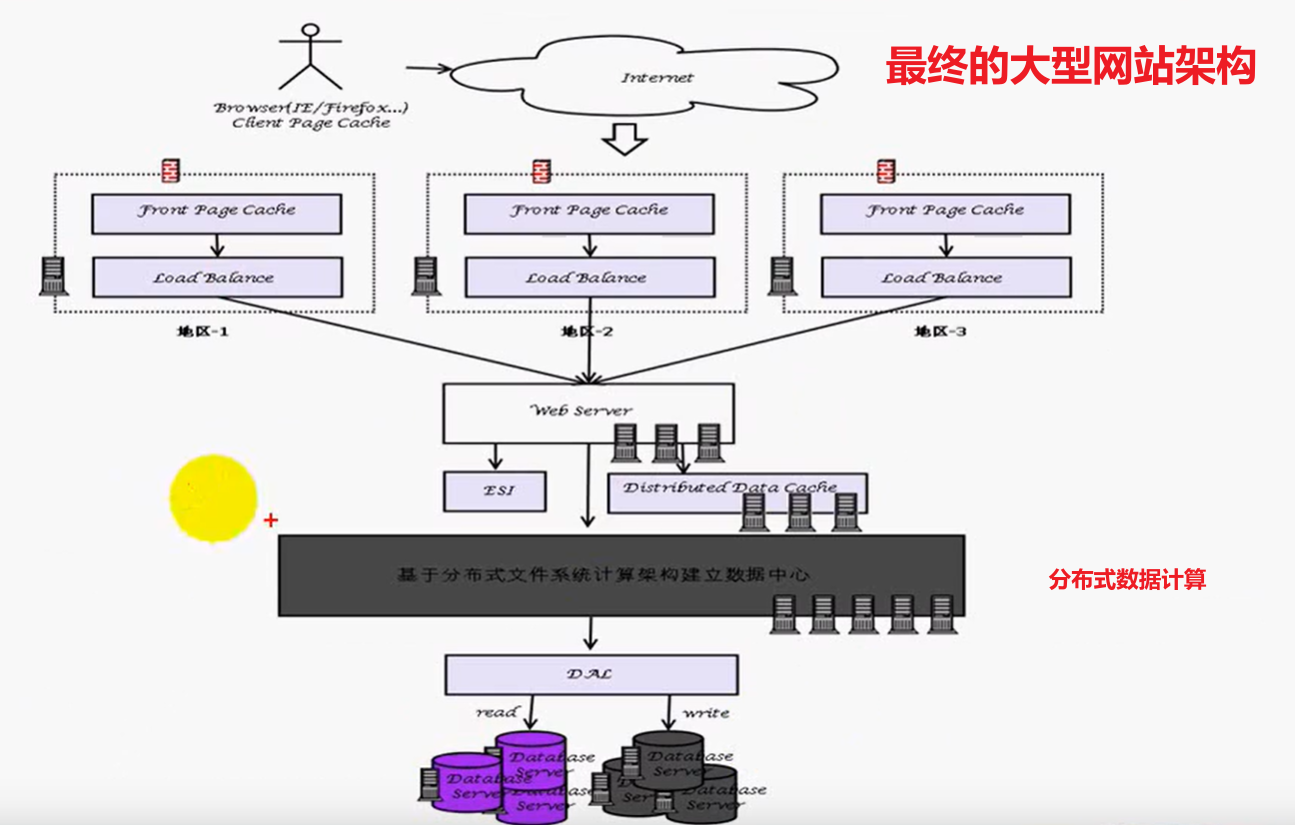 最终的大型网站架构
Internet
Browser(IE/Firefox...)
Client Page Cache
Front Page Cache
Front Page Cache
Front Page Cache
Load Balance
Load Balance
Load Balance
地区-1
地区-2
地区-3
Web Server
ESI
Distributed Data Cache
基于分布式文件系统计算架构建立数据中心
分布式数据计算
DAL
read
write
Database
Server
Database
Server
Database
Server
Database
Server
Database
Server